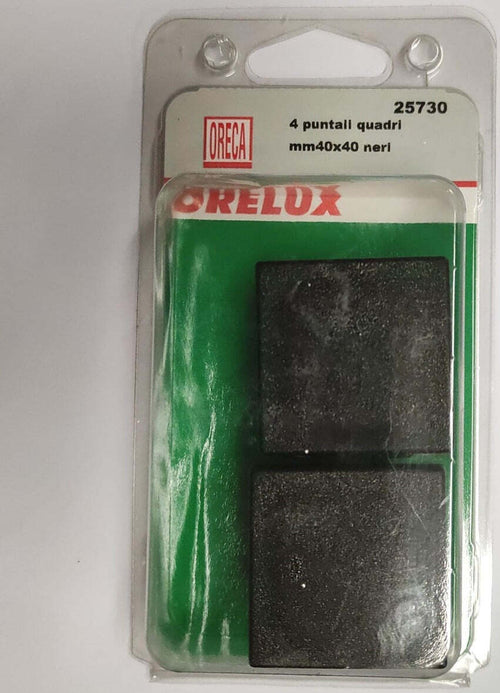 25730
4 puntali quadri
mm40x40 neri
ORECA
ORELUX